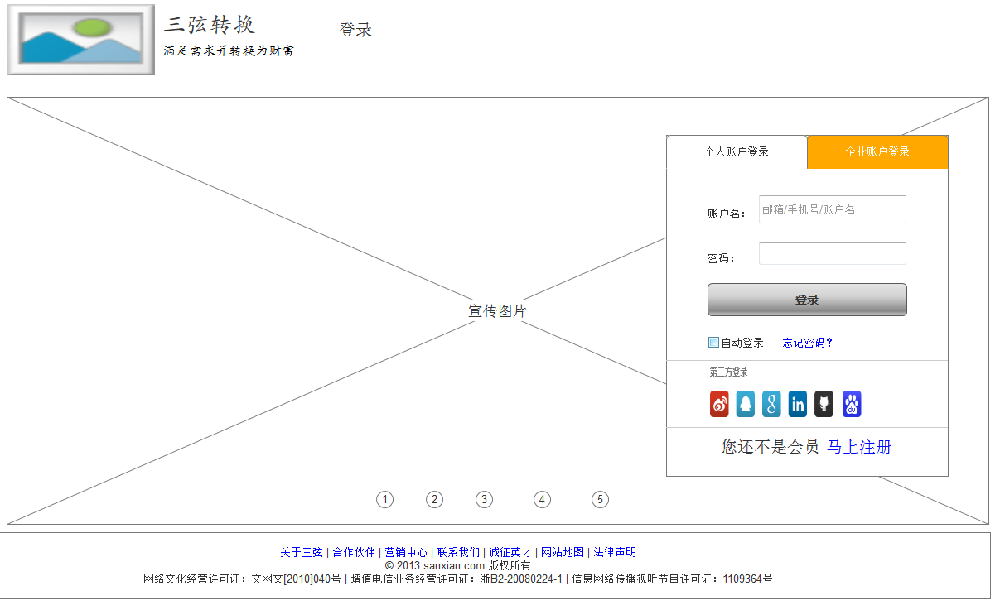 三弦转换
满足需求并转换为财富
登录
个人账户登录
企业账户登录
账户名：
邮箱/手机号/账户名
密码：
登录
自动登录 忘记密码？
第三方登录
您还不是会员 马上注册
宣传图片
1 2 3 4 5
关于三弦 | 合作伙伴 | 营销中心 | 联系我们 | 诚征英才 | 网站地图 | 法律声明
© 2013 sanxian.com 版权所有
网络文化经营许可证：文网文[2010]040号 | 增值电信业务经营许可证：浙B2-20080224-1 | 信息网络传播视听节目许可证：1109364号